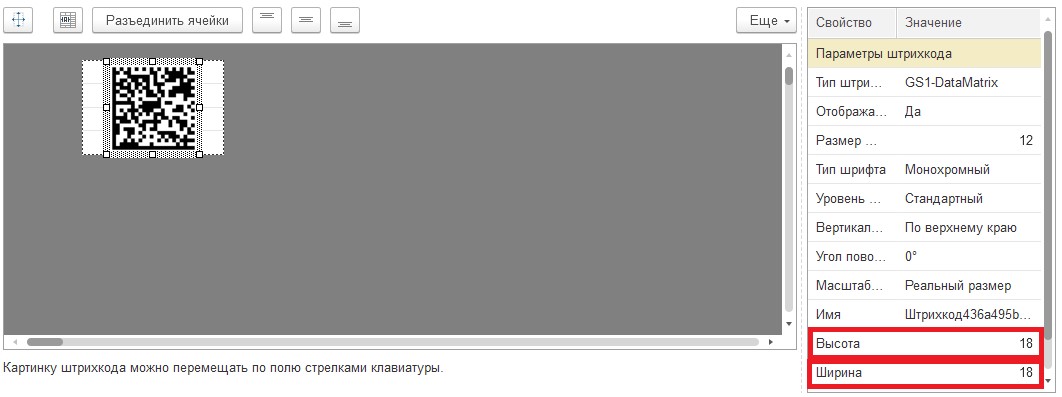 Разъединить ячейки
Еще
Картинку штрихкода можно перемещать по полю стрелками клавиатуры.
Свойство Значение
Параметры штрихкода
Тип штри... GS1-DataMatrix
Отобража... Да
Размер ... 12
Тип шрифта Монохромный
Уровень ... Стандартный
Вертикал... По верхнему краю
Угол пово... 0°
Масштаб... Реальный размер
Имя Штрихкод436a495b...
Высота 18
Ширина 18